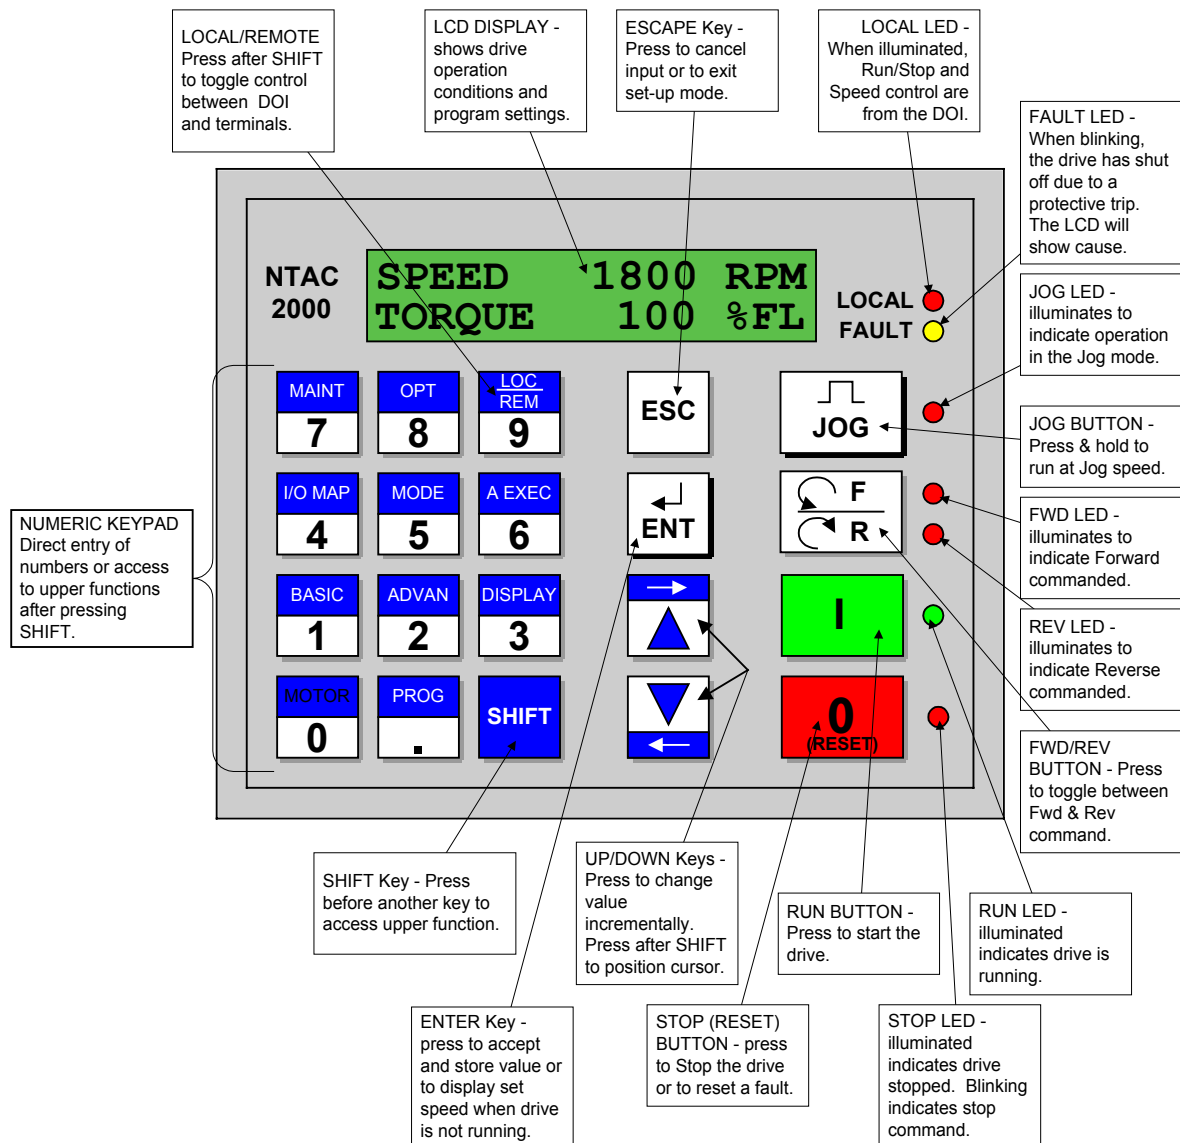 LOCAL/REMOTE
Press after SHIFT
to toggle control
between DOI
and terminals.
LCD DISPLAY -
shows drive
operation
conditions and
program settings.
ESCAPE Key -
Press to cancel
input or to exit
set-up mode.
LOCAL LED -
When illuminated,
Run/Stop and
Speed control are
from the DOI.
FAULT LED -
When blinking,
the drive has shut
off due to a
protective trip.
The LCD will
show cause.
NTAC
2000
SPEED 1800 RPM
TORQUE 100 %FL
LOCAL
FAULT
JOG LED -
illuminates to
indicate operation
in the Jog mode.
MAINT
7
OPT
8
LOC
REM
9
ESC
JOG
JOG BUTTON -
Press & hold to
run at Jog speed.
I/O MAP
4
MODE
5
A EXEC
6
ENT
F
R
FWD LED -
illuminates to
indicate Forward
commanded.
NUMERIC KEYPAD
Direct entry of
numbers or access
to upper functions
after pressing
SHIFT.
BASIC
1
ADVAN
2
DISPLAY
3
I
REV LED -
illuminates to
indicate Reverse
commanded.
MOTOR
0
PROG
.
SHIFT
0
(RESET)
FWD/REV
BUTTON - Press
to toggle between
Fwd & Rev
command.
SHIFT Key - Press
before another key to
access upper function.
UP/DOWN Keys -
Press to change
value
incrementally.
Press after SHIFT
to position cursor.
RUN BUTTON -
Press to start the
drive.
RUN LED -
illuminated
indicates drive is
running.
ENTER Key -
press to accept
and store value or
to display set
speed when drive
is not running.
STOP (RESET)
BUTTON - press
to Stop the drive
or to reset a fault.
STOP LED -
illuminated
indicates drive
stopped. Blinking
indicates stop
command.